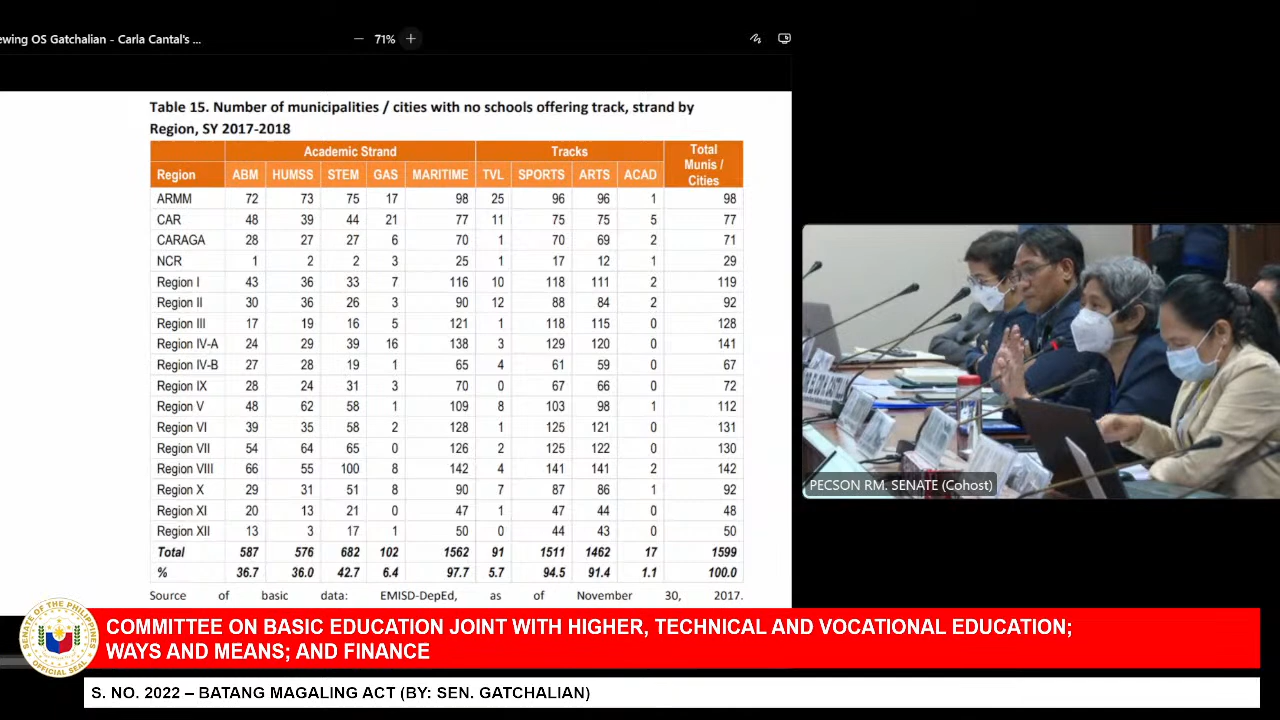 ewing OS Gatchalian - Carla Cantal's ...
71%
Table 15. Number of municipalities / cities with no schools offering track, strand by
Region, SY 2017-2018
Academic Strand Tracks Total Munis / Cities
Region ABM HUMSS STEM GAS MARITIME TVL SPORTS ARTS ACAD
ARMM 72 73 75 17 98 25 96 96 1 98
CAR 48 39 44 21 77 11 75 75 5 77
CARAGA 28 27 27 6 70 1 70 69 2 71
NCR 1 2 2 3 25 1 17 12 1 29
Region I 43 36 33 7 116 10 118 111 2 119
Region II 30 36 26 3 90 12 88 84 2 92
Region III 17 19 16 5 121 1 118 115 0 128
Region IV-A 24 29 39 16 138 3 129 120 0 141
Region IV-B 27 28 19 1 65 4 61 59 0 67
Region IX 28 24 31 3 70 0 67 66 0 72
Region V 48 62 58 1 109 8 103 98 1 112
Region VI 39 35 58 2 128 1 125 121 0 131
Region VII 54 64 65 0 126 2 125 122 0 130
Region VIII 66 55 100 8 142 4 141 141 2 142
Region X 29 31 51 8 90 7 87 86 1 92
Region XI 20 13 21 0 47 1 47 44 0 48
Region XII 13 3 17 1 50 0 44 43 0 50
Total 587 576 682 102 1562 91 1511 1462 17 1599
% 36.7 36.0 42.7 6.4 97.7 5.7 94.5 91.4 1.1 100.0
Source of basic data: EMISD-DepEd, as of November 30, 2017.
PECSON RM. SENATE (Cohost)
SENATE OF THE PHILIPPINES
OFFICIAL SEAL
COMMITTEE ON BASIC EDUCATION JOINT WITH HIGHER, TECHNICAL AND VOCATIONAL EDUCATION;
WAYS AND MEANS; AND FINANCE
S. NO. 2022 – BATANG MAGALING ACT (BY: SEN. GATCHALIAN)